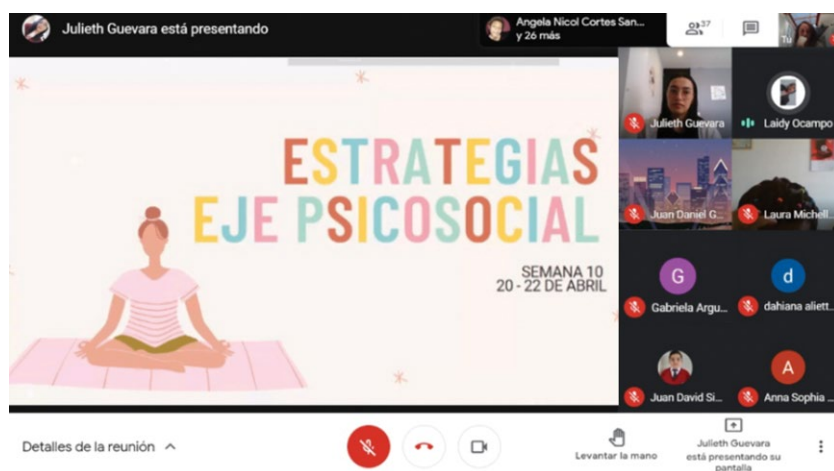 Julieth Guevara está presentando
Angela Nicol Cortes San...
y 26 más
37
Tu
ESTRATEGIAS
EJE PSICOSOCIAL
SEMANA 10
20 - 22 DE ABRIL
Julieth Guevara
Laidy Ocampo
Juan Daniel G...
Laura Michell...
G
d
Gabriela Argu...
dahiana aliett...
A
Juan David Si...
Anna Sophia ...
Detalles de la reunión
Levantar la mano
Julieth Guevara
está presentando su
pantalla